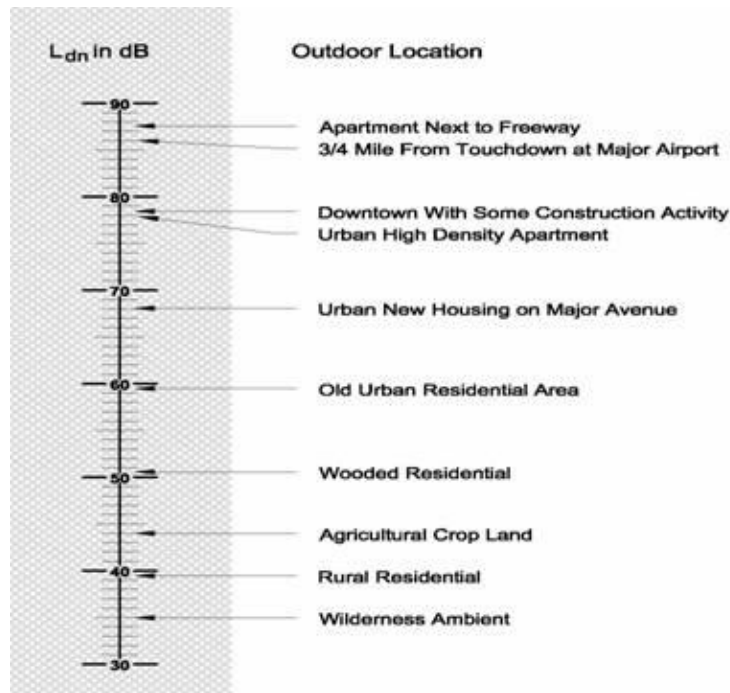 Ldn in dB Outdoor Location
90
Apartment Next to Freeway
3/4 Mile From Touchdown at Major Airport
80
Downtown With Some Construction Activity
Urban High Density Apartment
70
Urban New Housing on Major Avenue
60
Old Urban Residential Area
Wooded Residential
50
Agricultural Crop Land
40
Rural Residential
Wilderness Ambient
30